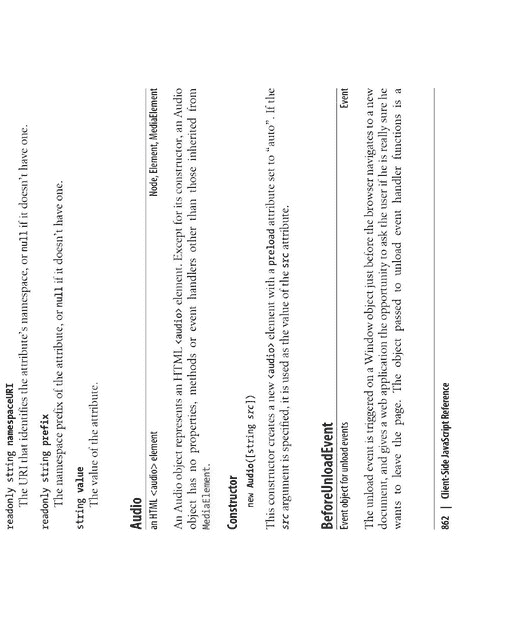 readonly string namespaceURI
The URI that identifies the attribute's namespace, or null if it doesn't have one.
readonly string prefix
The namespace prefix of the attribute, or null if it doesn't have one.
string value
The value of the attribute.
Audio
an HTML <audio> element Node, Element, MediaElement
An Audio object represents an HTML <audio> element. Except for its constructor, an Audio
object has no properties, methods or event handlers other than those inherited from
MediaElement.
Constructor
new Audio([string src])
This constructor creates a new <audio> element with a preload attribute set to "auto". If the
src argument is specified, it is used as the value of the src attribute.
BeforeUnloadEvent
Event object for unload events Event
The unload event is triggered on a Window object just before the browser navigates to a new
document, and gives a web application the opportunity to ask the user if he is really sure he
wants to leave the page. The object passed to unload event handler functions is a
862 | Client-Side JavaScript Reference